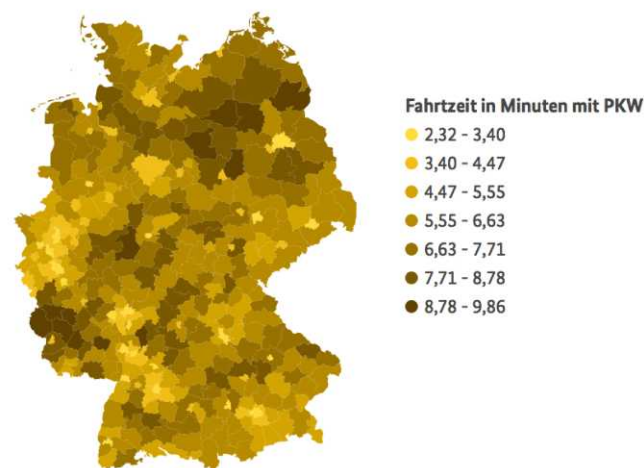 Fahrtzeit in Minuten mit PKW
2,32 - 3,40
3,40 - 4,47
4,47 - 5,55
5,55 - 6,63
6,63 - 7,71
7,71 - 8,78
8,78 - 9,86